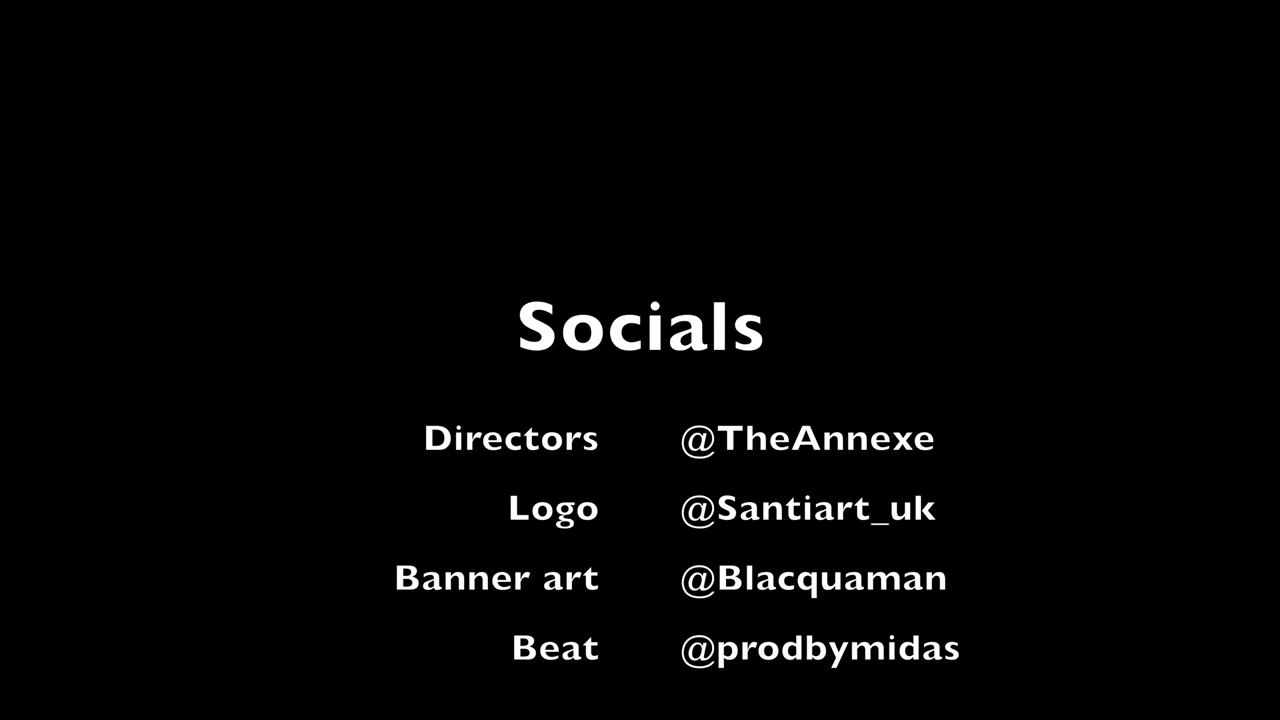 Socials
Directors @TheAnnexe
Logo @Santiart_uk
Banner art @Blacquaman
Beat @prodbymidas